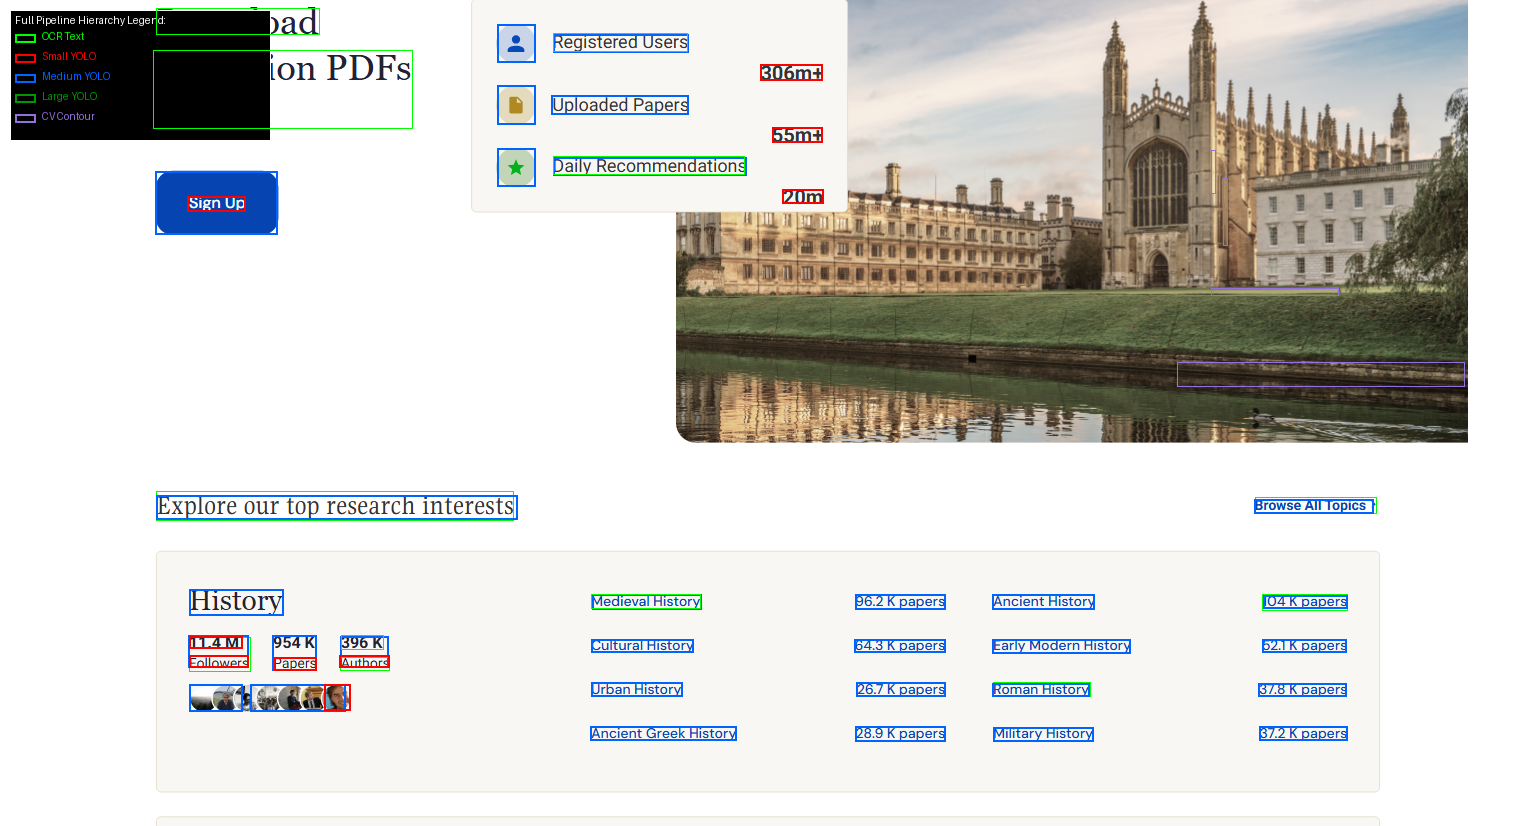 Full Pipeline Hierarchy Legend:
OCR Text
Small YOLO
Medium YOLO
Large YOLO
CV Contour
ion PDFs
Sign Up
Registered Users
306m+
Uploaded Papers
55m+
Daily Recommendations
20m
Explore our top research interests
Browse All Topics
History
11.4 M
Followers
954 K
Papers
396 K
Authors
Medieval History
96.2 K papers
Ancient History
104 K papers
Cultural History
64.3 K papers
Early Modern History
52.1 K papers
Urban History
26.7 K papers
Roman History
37.8 K papers
Ancient Greek History
28.9 K papers
Military History
37.2 K papers